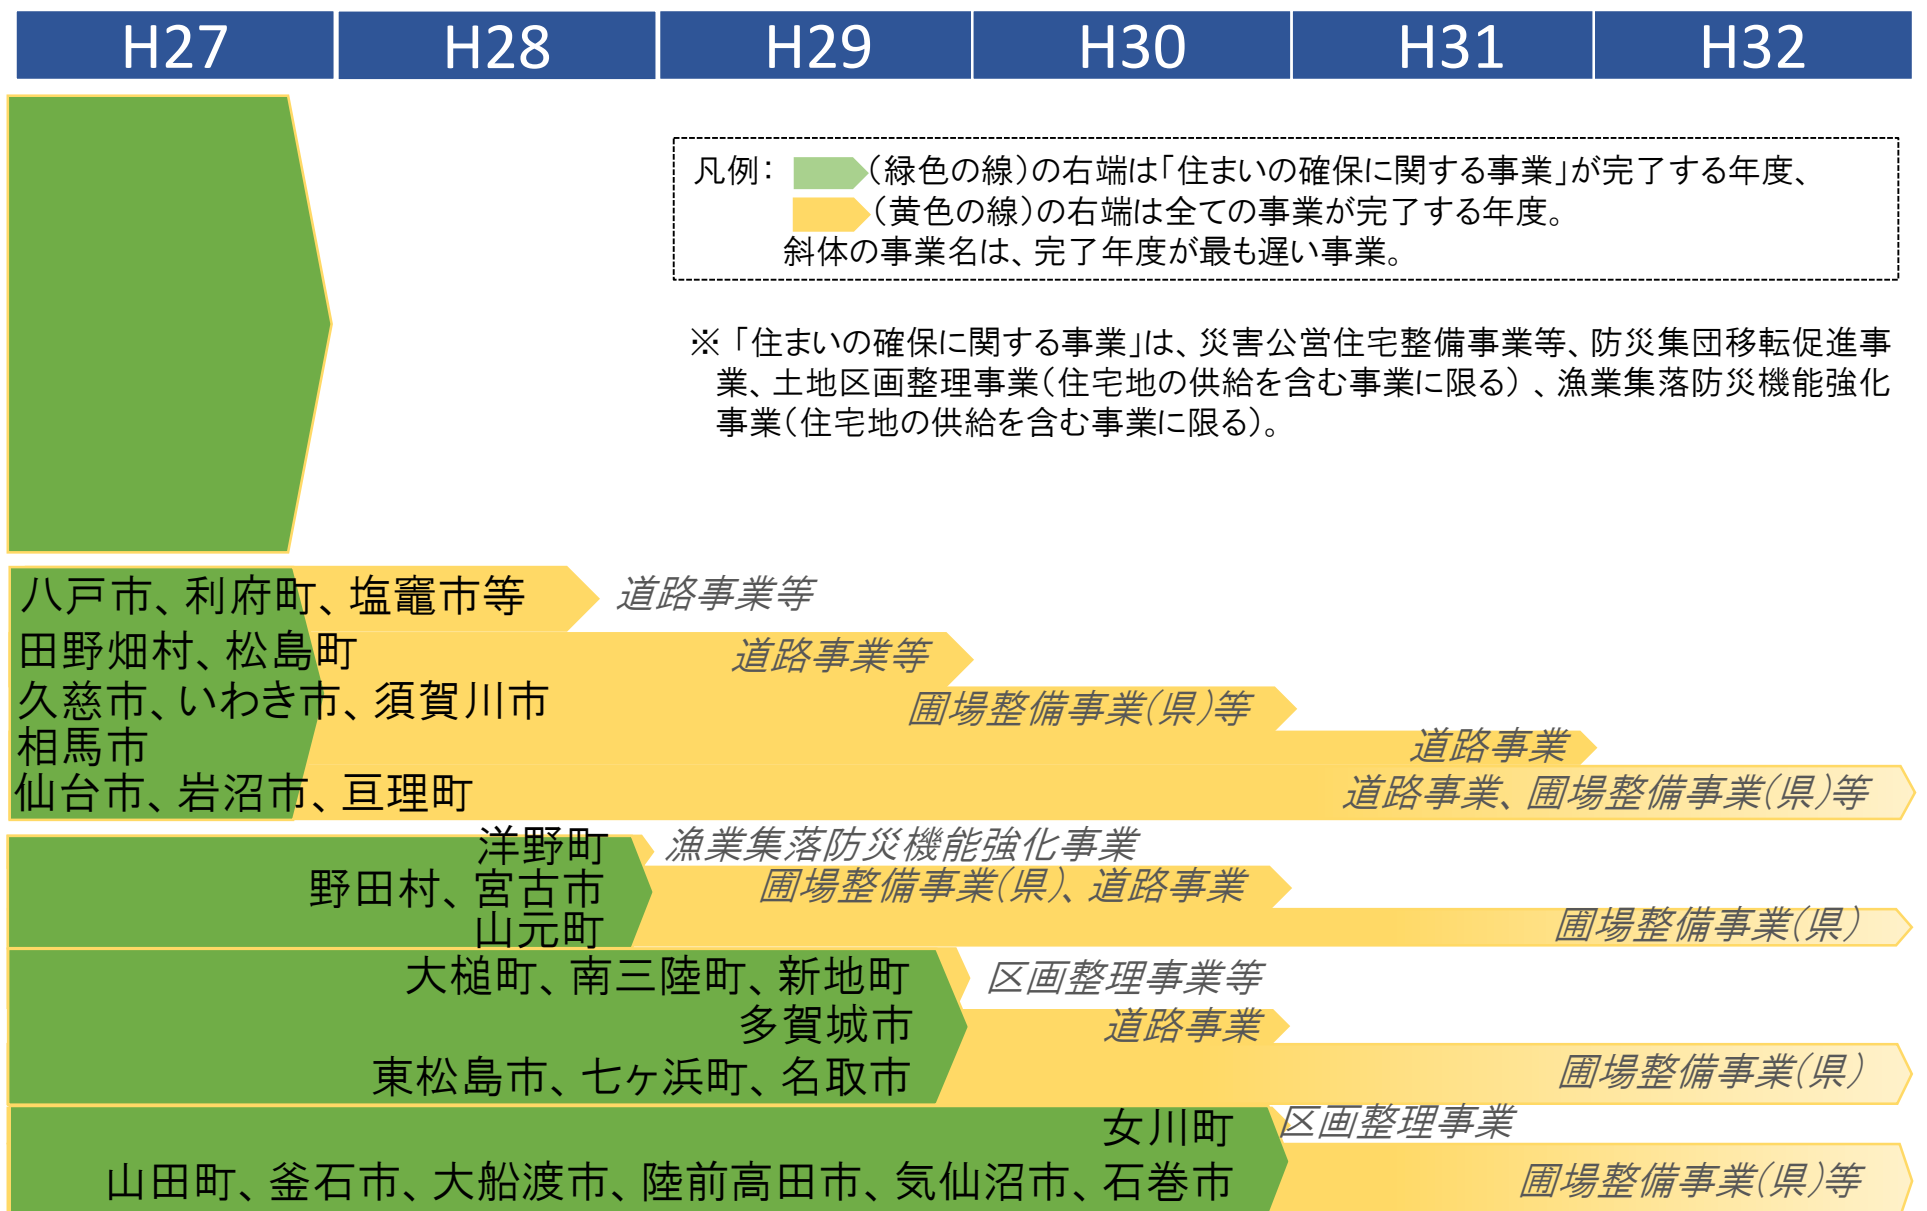 H27 H28 H29 H30 H31 H32
凡例： （緑色の線）の右端は「住まいの確保に関する事業」が完了する年度、
（黄色の線）の右端は全ての事業が完了する年度。
斜体の事業名は、完了年度が最も遅い事業。
※「住まいの確保に関する事業」は、災害公営住宅整備事業等、防災集団移転促進事
業、土地区画整理事業（住宅地の供給を含む事業に限る）、漁業集落防災機能強化
事業（住宅地の供給を含む事業に限る）。
八戸市、利府町、塩竈市等 道路事業等
田野畑村、松島町 道路事業等
久慈市、いわき市、須賀川市 圃場整備事業(県)等
相馬市 道路事業
仙台市、岩沼市、亘理町 道路事業、圃場整備事業(県)等
洋野町 漁業集落防災機能強化事業
野田村、宮古市 圃場整備事業(県)、道路事業
山元町 圃場整備事業(県)
大槌町、南三陸町、新地町 区画整理事業等
多賀城市 道路事業
東松島市、七ヶ浜町、名取市 圃場整備事業(県)
女川町 区画整理事業
山田町、釜石市、大船渡市、陸前高田市、気仙沼市、石巻市 圃場整備事業(県)等